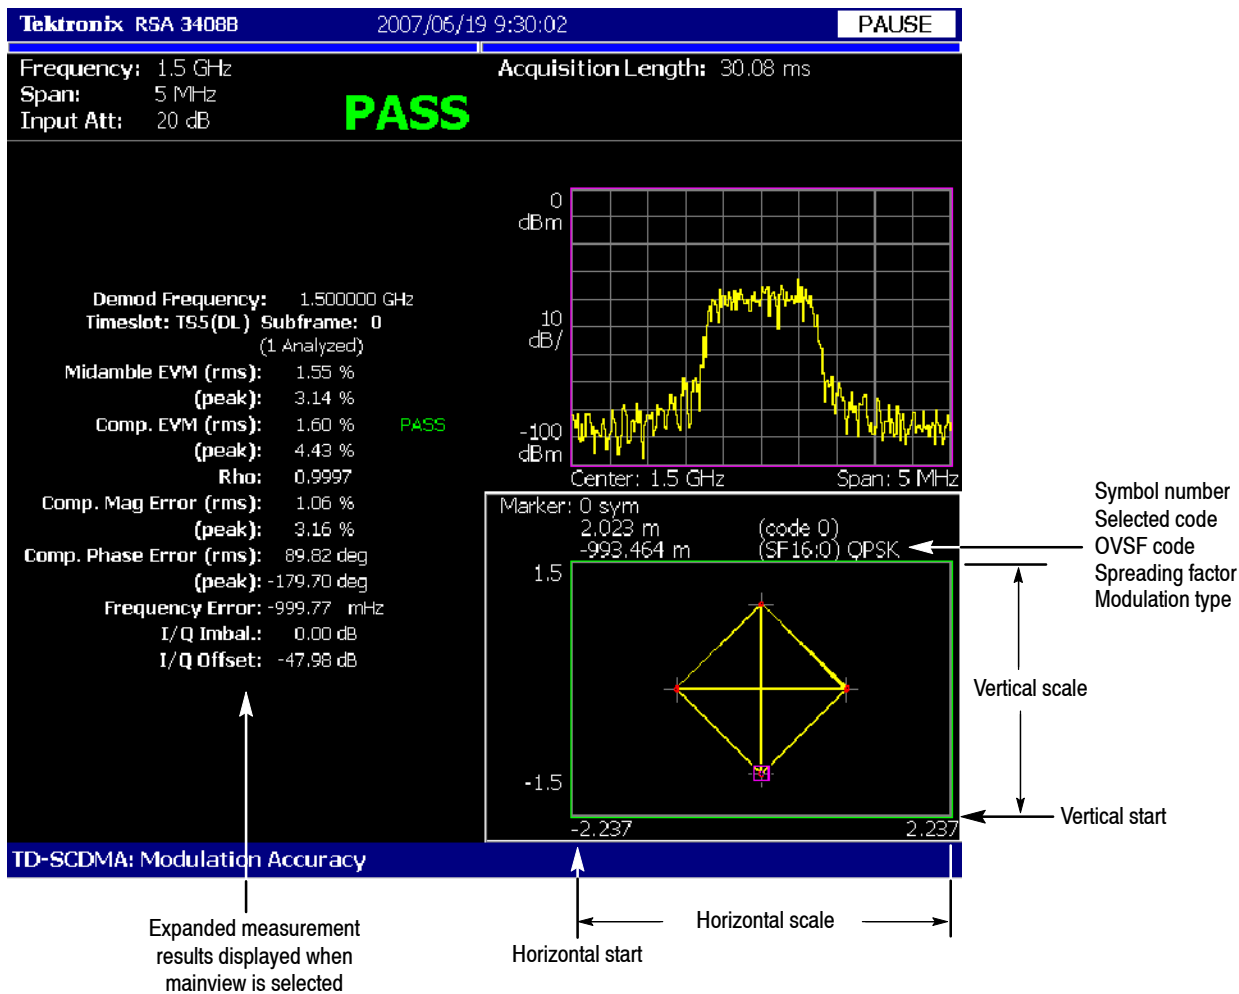 Tektronix RSA 3408B 2007/06/19 9:30:02 PAUSE
Frequency: 1.5 GHz Acquisition Length: 30.08 ms
Span: 5 MHz
Input Att: 20 dB
PASS
0
dBm
10
dB/
-100
dBm
Center: 1.5 GHz Span: 5 MHz
Demod Frequency: 1.500000 GHz
Timeslot: TS5(DL) Subframe: 0
(1 Analyzed)
Midamble EVM (rms): 1.55 %
(peak): 3.14 %
Comp. EVM (rms): 1.60 % PASS
(peak): 4.43 %
Rho: 0.9997
Comp. Mag Error (rms): 1.06 %
(peak): 3.16 %
Comp. Phase Error (rms): 89.82 deg
(peak): -179.70 deg
Frequency Error: -999.77 mHz
I/Q Imbal.: 0.00 dB
I/Q Offset: -47.98 dB
Marker: 0 sym
2.023 m (code 0)
-993.464 m (SF16:0) QPSK
1.5
-1.5
-2.237 2.237
Symbol number
Selected code
OVSF code
Spreading factor
Modulation type
Vertical scale
Vertical start
TD-SCDMA: Modulation Accuracy
Horizontal scale
Horizontal start
Expanded measurement
results displayed when
mainview is selected